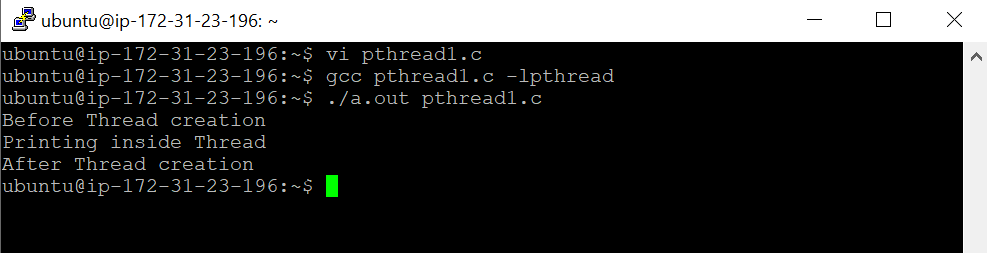 ubuntu@ip-172-31-23-196: ~
ubuntu@ip-172-31-23-196:~$ vi pthread1.c
ubuntu@ip-172-31-23-196:~$ gcc pthread1.c -lpthread
ubuntu@ip-172-31-23-196:~$ ./a.out pthread1.c
Before Thread creation
Printing inside Thread
After Thread creation
ubuntu@ip-172-31-23-196:~$